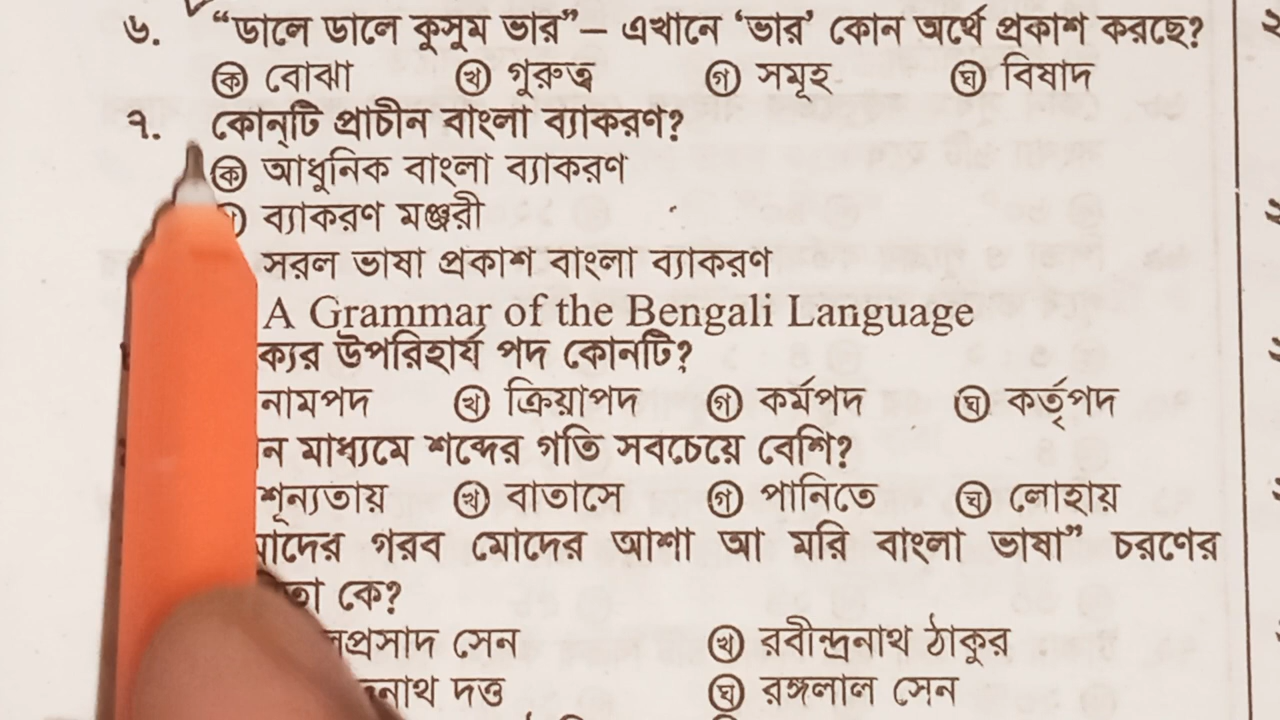 ৬. “ডালে ডালে কুসুম ভার”– এখানে ‘ভার’ কোন অর্থে প্রকাশ করছে?
ক বোঝা খ গুরুত্ব গ সমূহ ঘ বিষাদ
৭. কোন্‌টি প্রাচীন বাংলা ব্যাকরণ?
ক আধুনিক বাংলা ব্যাকরণ
ব্যাকরণ মঞ্জরী
সরল ভাষা প্রকাশ বাংলা ব্যাকরণ
A Grammar of the Bengali Language
উপরিহার্য পদ কোনটি?
নামপদ খ ক্রিয়াপদ গ কর্মপদ ঘ কর্তৃপদ
মাধ্যমে শব্দের গতি সবচেয়ে বেশি?
শূন্যতায় খ বাতাসে গ পানিতে ঘ লোহায়
গরব মোদের আশা আ মরি বাংলা ভাষা” চরণের
কে?
সেন খ রবীন্দ্রনাথ ঠাকুর
দত্ত ঘ রঙ্গলাল সেন